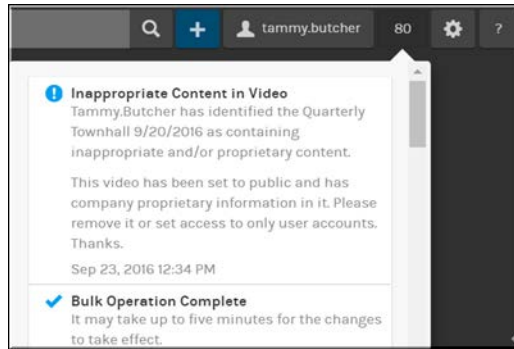 tammy.butcher 80 ?
Inappropriate Content in Video
Tammy.Butcher has identified the Quarterly
Townhall 9/20/2016 as containing
inappropriate and/or proprietary content.
This video has been set to public and has
company proprietary information in it. Please
remove it or set access to only user accounts.
Thanks.
Sep 23, 2016 12:34 PM
Bulk Operation Complete
It may take up to five minutes for the changes
to take effect.